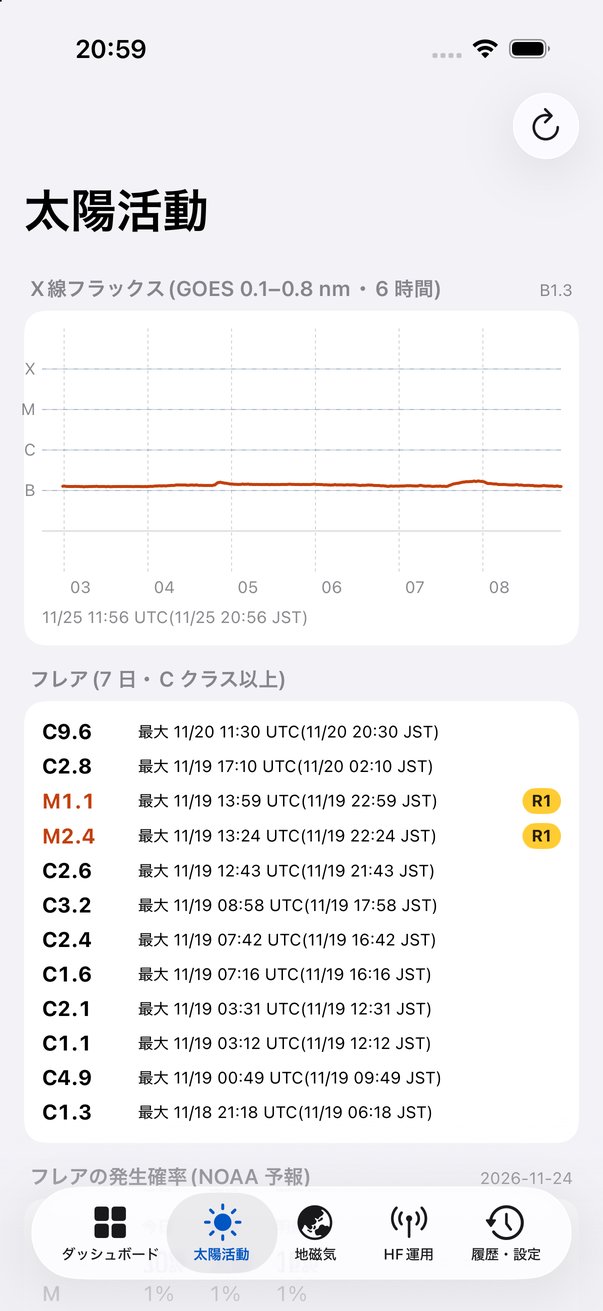 20:59
太陽活動
X線フラックス(GOES 0.1–0.8 nm・6 時間) B1.3
X
M
C
B
03 04 05 06 07 08
11/25 11:56 UTC(11/25 20:56 JST)
フレア(7 日・C クラス以上)
C9.6 最大 11/20 11:30 UTC(11/20 20:30 JST)
C2.8 最大 11/19 17:10 UTC(11/20 02:10 JST)
M1.1 最大 11/19 13:59 UTC(11/19 22:59 JST) R1
M2.4 最大 11/19 13:24 UTC(11/19 22:24 JST) R1
C2.6 最大 11/19 12:43 UTC(11/19 21:43 JST)
C3.2 最大 11/19 08:58 UTC(11/19 17:58 JST)
C2.4 最大 11/19 07:42 UTC(11/19 16:42 JST)
C1.6 最大 11/19 07:16 UTC(11/19 16:16 JST)
C2.1 最大 11/19 03:31 UTC(11/19 12:31 JST)
C1.1 最大 11/19 03:12 UTC(11/19 12:12 JST)
C4.9 最大 11/19 00:49 UTC(11/19 09:49 JST)
C1.3 最大 11/18 21:18 UTC(11/19 06:18 JST)
フレアの発生確率(NOAA 予報) 2026-11-24
ダッシュボード 太陽活動 地磁気 HF運用 履歴・設定
M 1% 1% 1%